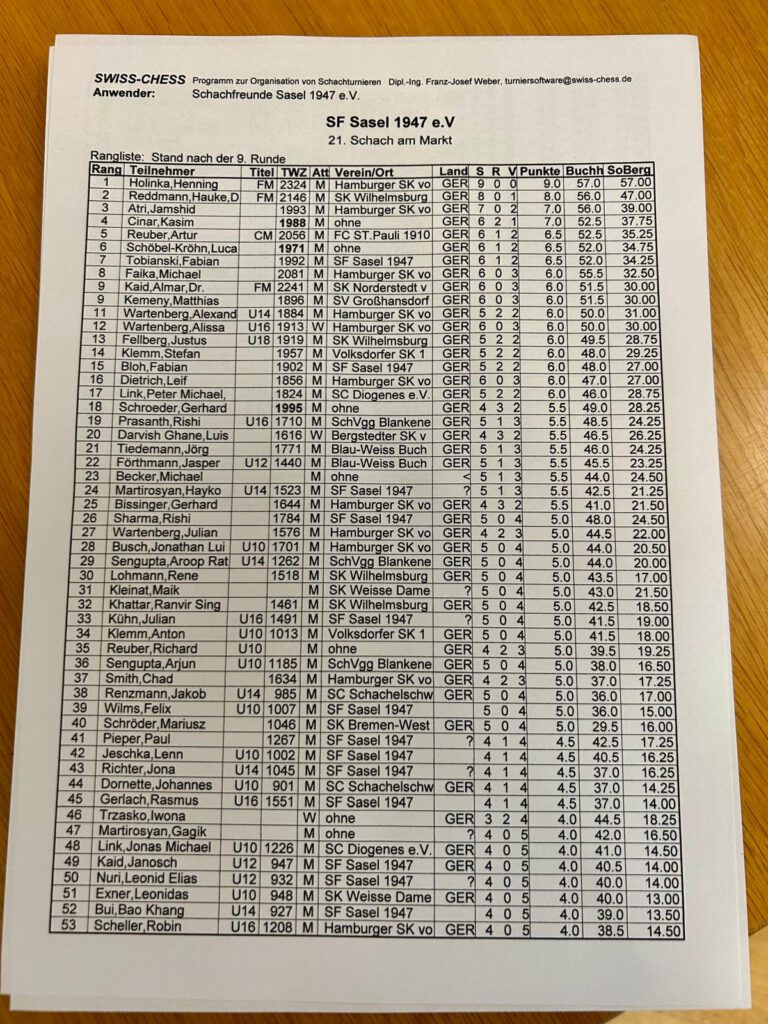 SWISS-CHESS Programm zur Organisation von Schachturnieren Dipl.-Ing. Franz-Josef Weber, turniersoftware@swiss-chess.de
Anwender: Schachfreunde Sasel 1947 e.V.
SF Sasel 1947 e.V
21. Schach am Markt
Rangliste: Stand nach der 9. Runde
Rang Teilnehmer Titel TWZ Att Verein/Ort Land S R V Punkte Buchh SoBerg
1 Holinka,Henning FM 2324 M Hamburger SK vo GER 9 0 0 9.0 57.0 57.00
2 Reddmann,Hauke,D FM 2146 M SK Wilhelmsburg GER 8 0 1 8.0 56.0 47.00
3 Atri,Jamshid 1993 M Hamburger SK vo GER 7 0 2 7.0 56.0 39.00
4 Cinar,Kasim 1988 M ohne GER 6 2 1 7.0 52.5 37.75
5 Reuber,Artur CM 2056 M FC ST.Pauli 1910 GER 6 1 2 6.5 52.5 35.25
6 Schöbel-Kröhn,Luca 1971 M ohne GER 6 1 2 6.5 52.0 34.75
7 Tobianski,Fabian 1992 M SF Sasel 1947 GER 6 1 2 6.5 52.0 34.25
8 Faika,Michael 2081 M Hamburger SK vo GER 6 0 3 6.0 55.5 32.50
9 Kaid,Almar,Dr. FM 2241 M SK Norderstedt v GER 6 0 3 6.0 51.5 30.00
9 Kemeny,Matthias 1896 M SV Großhansdorf GER 6 0 3 6.0 51.5 30.00
11 Wartenberg,Alexand U14 1884 M Hamburger SK vo GER 5 2 2 6.0 50.0 31.00
12 Wartenberg,Alissa U16 1913 W Hamburger SK vo GER 6 0 3 6.0 50.0 30.00
13 Fellberg,Justus U18 1919 M SK Wilhelmsburg GER 5 2 2 6.0 49.5 28.75
14 Klemm,Stefan 1957 M Volksdorfer SK 1 GER 5 2 2 6.0 48.0 29.25
15 Bloh,Fabian 1902 M SF Sasel 1947 GER 5 2 2 6.0 48.0 27.00
16 Dietrich,Leif 1856 M Hamburger SK vo GER 6 0 3 6.0 47.0 27.00
17 Link,Peter Michael, 1824 M SC Diogenes e.V. GER 5 2 2 6.0 46.0 28.75
18 Schroeder,Gerhard 1995 M ohne GER 4 3 2 5.5 49.0 28.25
19 Prasanth,Rishi U16 1710 M SchVgg Blankene GER 5 1 3 5.5 48.5 24.25
20 Darvish Ghane,Luis 1616 W Bergstedter SK v GER 4 3 2 5.5 46.5 26.25
21 Tiedemann,Jörg 1771 M Blau-Weiss Buch GER 5 1 3 5.5 46.0 24.25
22 Förthmann,Jasper U12 1440 M Blau-Weiss Buch GER 5 1 3 5.5 45.5 23.25
23 Becker,Michael M ohne < 5 1 3 5.5 44.0 24.50
24 Martirosyan,Hayko U14 1523 M SF Sasel 1947 ? 5 1 3 5.5 42.5 21.25
25 Bissinger,Gerhard 1644 M Hamburger SK vo GER 4 3 2 5.5 41.0 21.50
26 Sharma,Rishi 1784 M SF Sasel 1947 GER 5 0 4 5.0 48.0 24.50
27 Wartenberg,Julian 1576 M Hamburger SK vo GER 4 2 3 5.0 44.5 22.00
28 Busch,Jonathan Lui U10 1701 M Hamburger SK vo GER 5 0 4 5.0 44.0 20.50
29 Sengupta,Aroop Rat U14 1262 M SchVgg Blankene GER 5 0 4 5.0 44.0 20.00
30 Lohmann,Rene 1518 M SK Wilhelmsburg GER 5 0 4 5.0 43.5 17.00
31 Kleinat,Maik M SK Weisse Dame ? 5 0 4 5.0 43.0 21.50
32 Khattar,Ranvir Sing 1461 M SK Wilhelmsburg GER 5 0 4 5.0 42.5 18.50
33 Kühn,Julian U16 1491 M SF Sasel 1947 ? 5 0 4 5.0 41.5 19.00
34 Klemm,Anton U10 1013 M Volksdorfer SK 1 GER 5 0 4 5.0 41.5 18.00
35 Reuber,Richard U10 M ohne GER 4 2 3 5.0 39.5 19.25
36 Sengupta,Arjun U10 1185 M SchVgg Blankene GER 5 0 4 5.0 38.0 16.50
37 Smith,Chad 1634 M Hamburger SK vo GER 4 2 3 5.0 37.0 17.25
38 Renzmann,Jakob U14 985 M SC Schachelschw GER 5 0 4 5.0 36.0 17.00
39 Wilms,Felix U10 1007 M SF Sasel 1947 5 0 4 5.0 36.0 15.00
40 Schröder,Mariusz 1046 M SK Bremen-West GER 5 0 4 5.0 29.5 16.00
41 Pieper,Paul 1267 M SF Sasel 1947 ? 4 1 4 4.5 42.5 17.25
42 Jeschka,Lenn U10 1002 M SF Sasel 1947 4 1 4 4.5 40.5 16.25
43 Richter,Jona U14 1045 M SF Sasel 1947 ? 4 1 4 4.5 37.0 16.25
44 Dornette,Johannes U10 901 M SC Schachelschw GER 4 1 4 4.5 37.0 14.25
45 Gerlach,Rasmus U16 1551 M SF Sasel 1947 4 1 4 4.5 37.0 14.00
46 Trzasko,Iwona W ohne GER 3 2 4 4.0 44.5 18.25
47 Martirosyan,Gagik M ohne ? 4 0 5 4.0 42.0 16.50
48 Link,Jonas Michael U10 1226 M SC Diogenes e.V. GER 4 0 5 4.0 41.0 14.50
49 Kaid,Janosch U12 947 M SF Sasel 1947 GER 4 0 5 4.0 40.5 14.00
50 Nuri,Leonid Elias U12 932 M SF Sasel 1947 ? 4 0 5 4.0 40.0 14.00
51 Exner,Leonidas U10 948 M SK Weisse Dame GER 4 0 5 4.0 40.0 13.00
52 Bui,Bao Khang U14 927 M SF Sasel 1947 4 0 5 4.0 39.0 13.50
53 Scheller,Robin U16 1208 M Hamburger SK vo GER 4 0 5 4.0 38.5 14.50